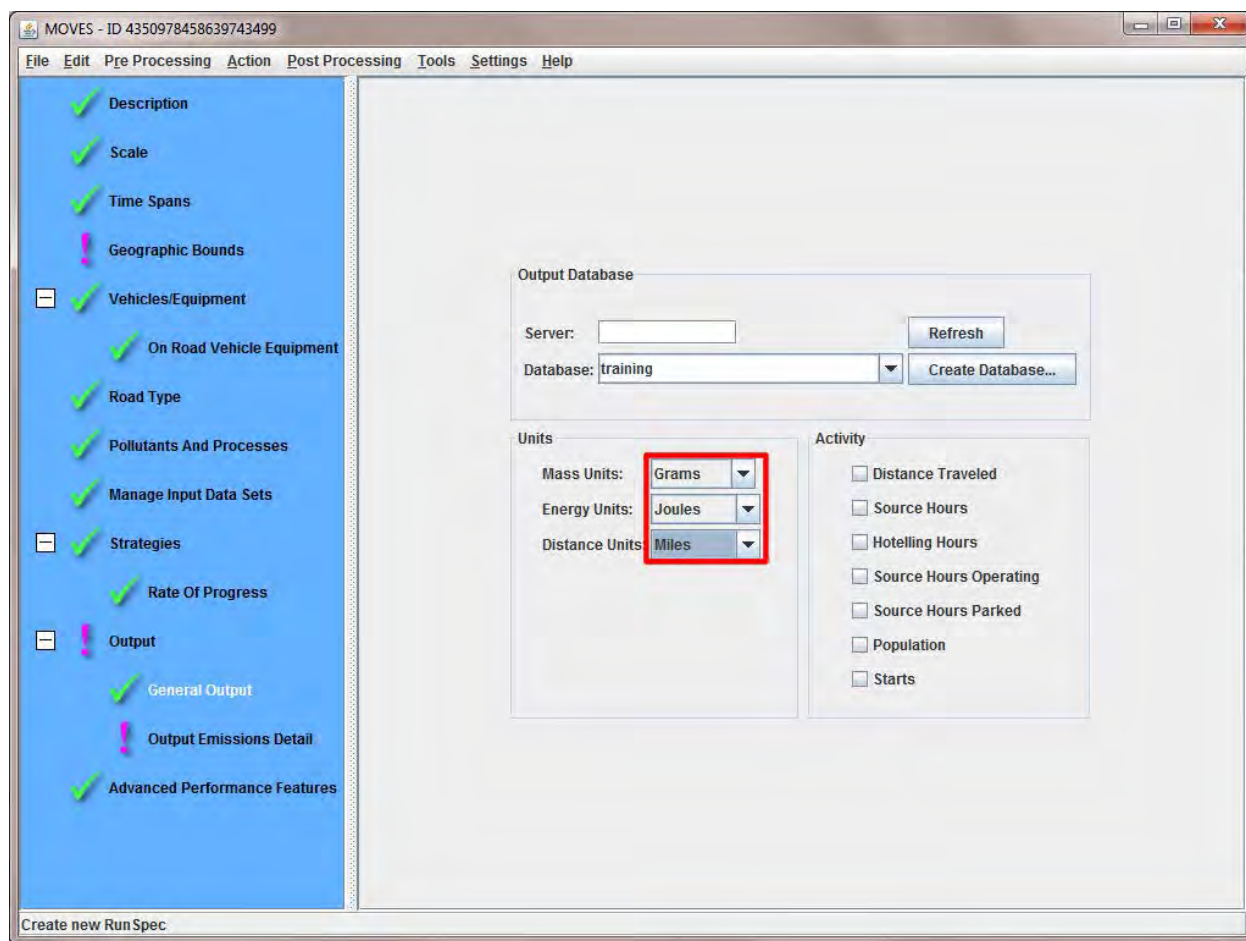 MOVES - ID 4350978458639743499
File Edit Pre Processing Action Post Processing Tools Settings Help
Description
Scale
Time Spans
Geographic Bounds
Vehicles/Equipment
On Road Vehicle Equipment
Road Type
Pollutants And Processes
Manage Input Data Sets
Strategies
Rate Of Progress
Output
General Output
Output Emissions Detail
Advanced Performance Features
Output Database
Server: Refresh
Database: training Create Database...
Units
Mass Units: Grams
Energy Units: Joules
Distance Units: Miles
Activity
Distance Traveled
Source Hours
Hotelling Hours
Source Hours Operating
Source Hours Parked
Population
Starts
Create new RunSpec